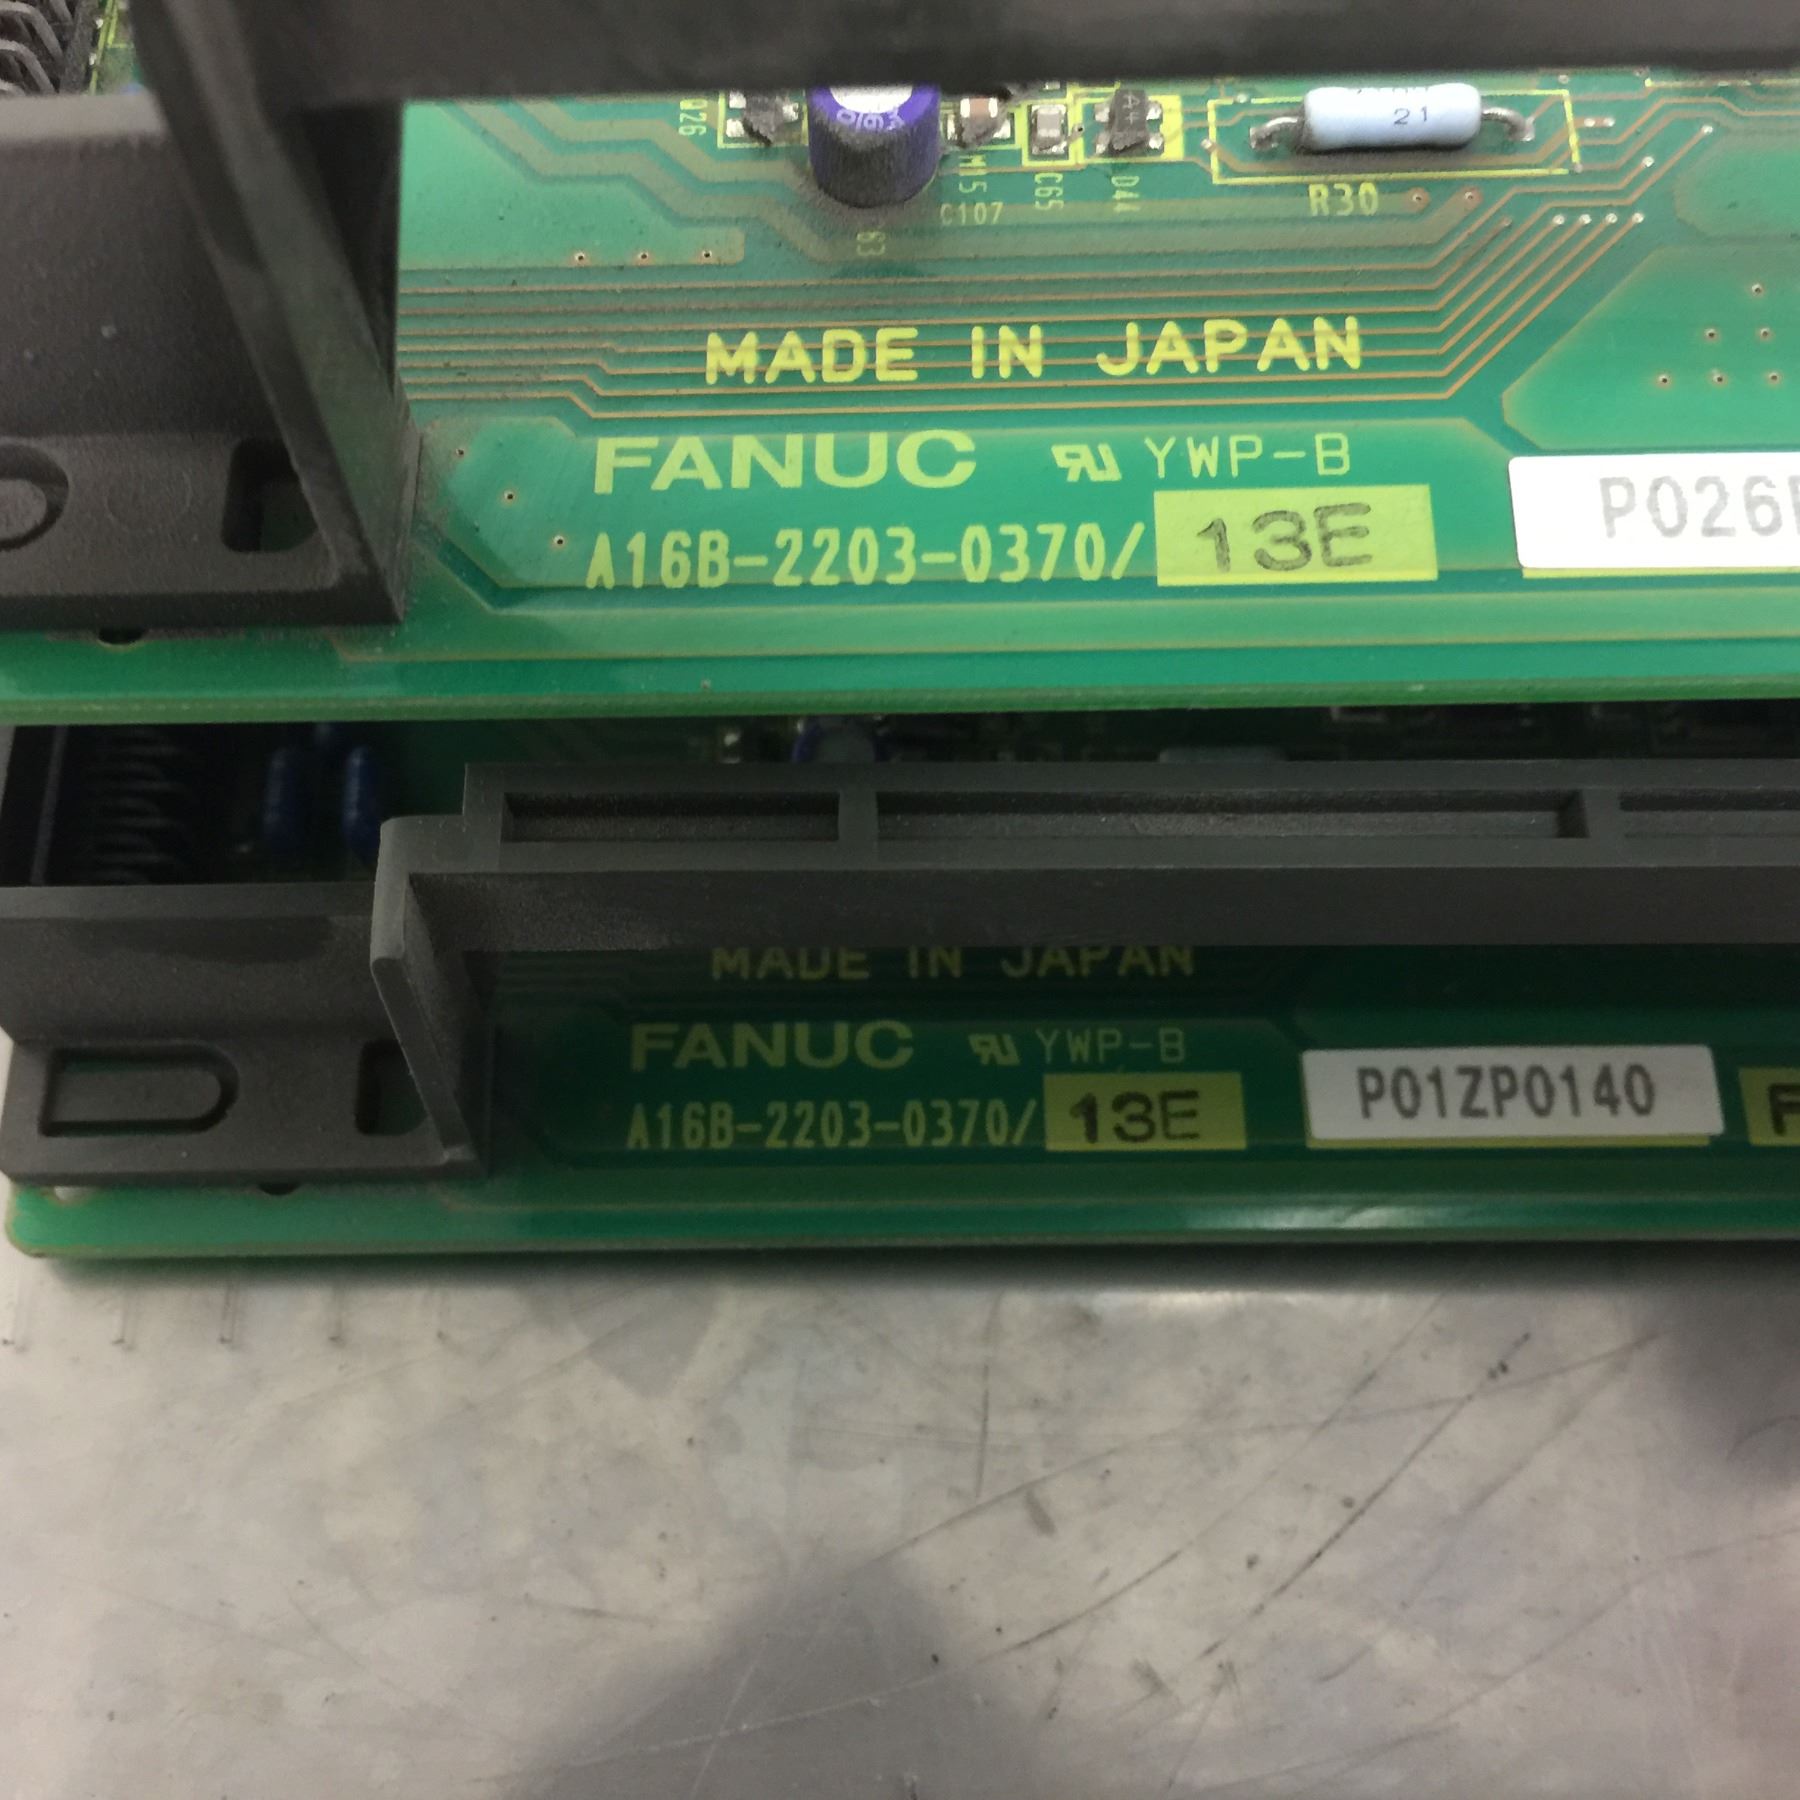 21
C65
D44
M15
C107
R30
63
MADE IN JAPAN
FANUC YWP-B
A16B-2203-0370/ 13E
P026
MADE IN JAPAN
FANUC YWP-B
A16B-2203-0370/ 13E P01ZP0140 F